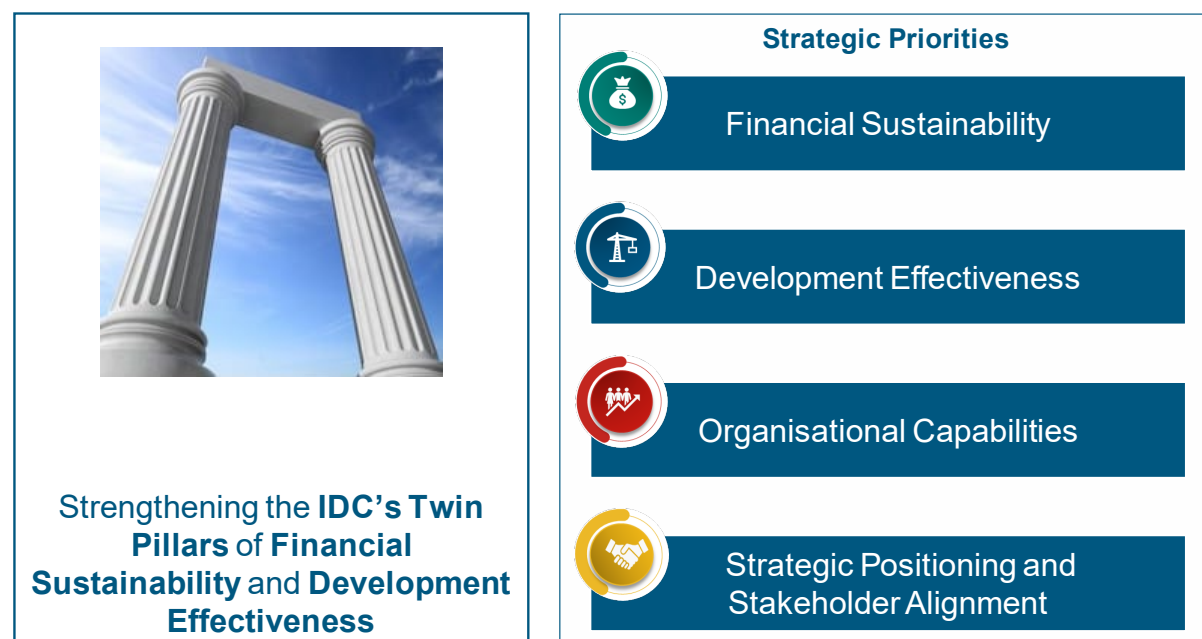 Strengthening the IDC’s Twin
Pillars of Financial
Sustainability and Development
Effectiveness
Strategic Priorities
$
Financial Sustainability
Development Effectiveness
Organisational Capabilities
Strategic Positioning and
Stakeholder Alignment